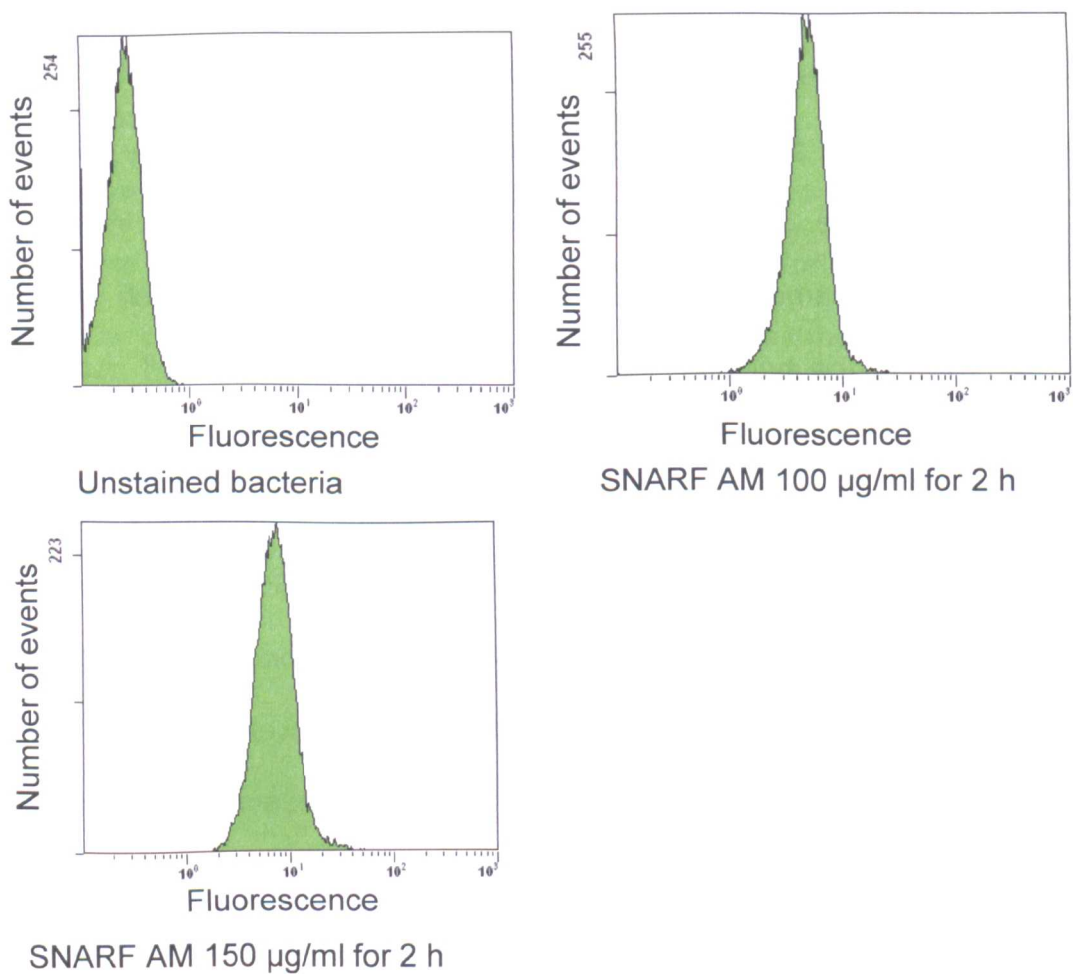 254
Number of events
10⁰ 10¹ 10² 10³
Fluorescence
Unstained bacteria
255
Number of events
10⁰ 10¹ 10² 10³
Fluorescence
SNARF AM 100 µg/ml for 2 h
223
Number of events
10⁰ 10¹ 10² 10³
Fluorescence
SNARF AM 150 µg/ml for 2 h